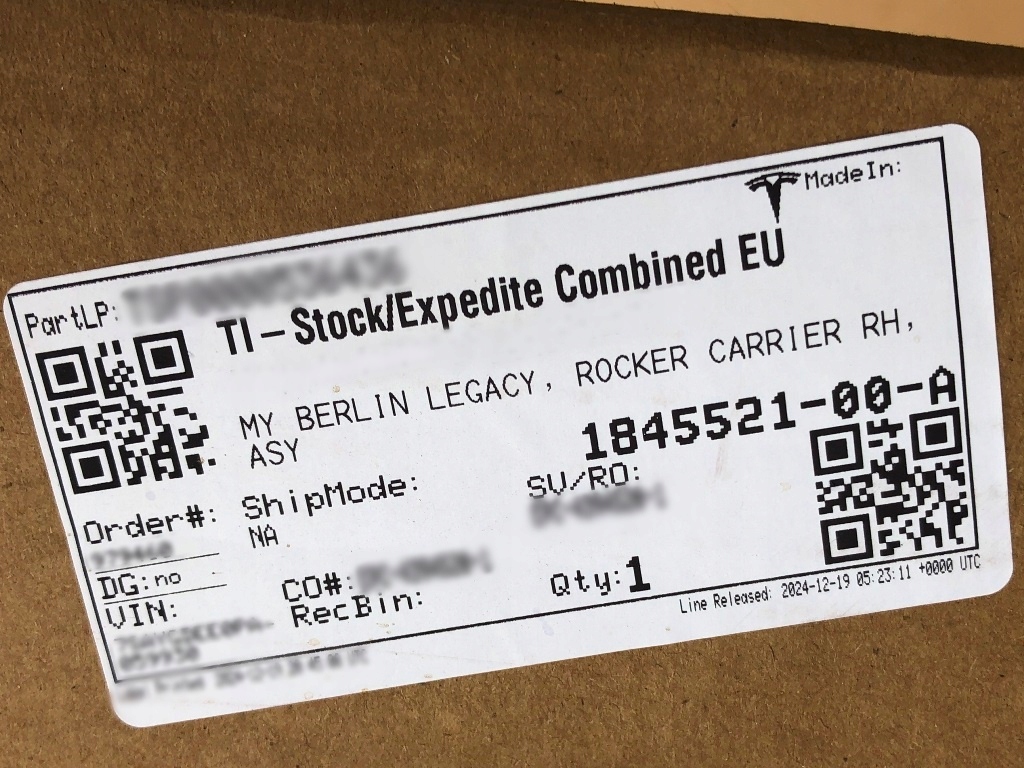 MadeIn:
PartLP:
TI – Stock/Expedite Combined EU
MY BERLIN LEGACY, ROCKER CARRIER RH,
ASY
1845521-00-A
Order#:
ShipMode:
NA
SV/RO:
DG: no
CO#:
Qty: 1
VIN:
RecBin:
Line Released: 2024-12-19 05:23:11 +0000 UTC